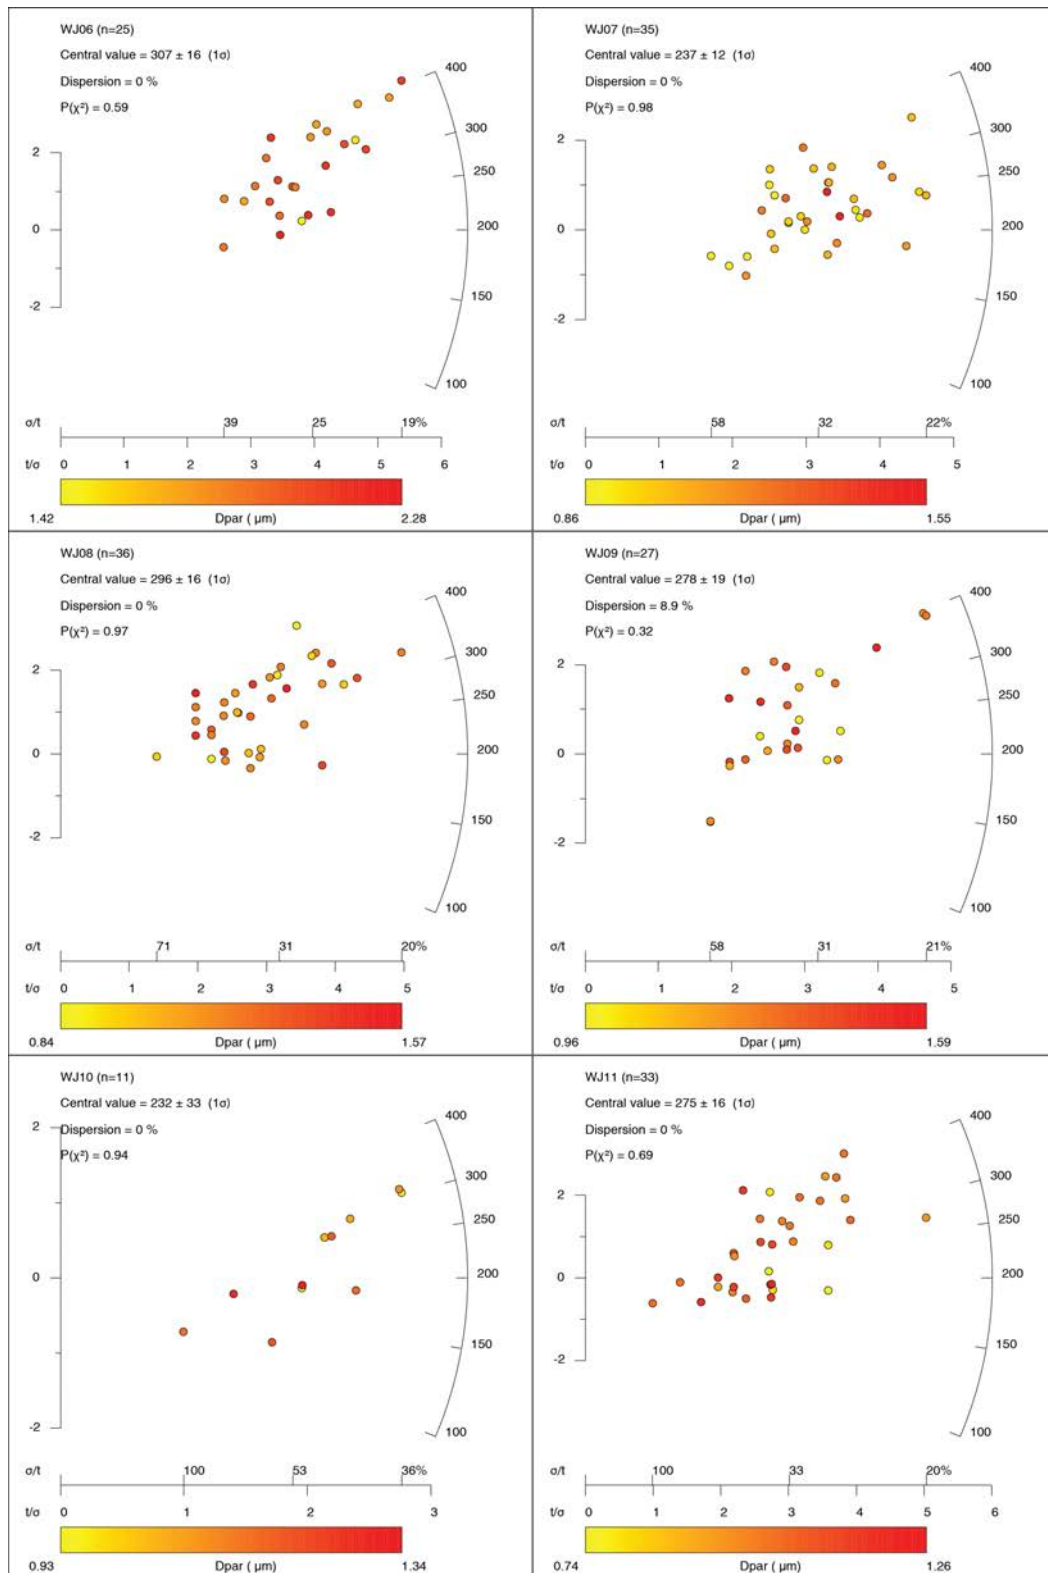 WJ06 (n=25)
Central value = 307 ± 16 (1σ)
Dispersion = 0 %
P(χ²) = 0.59
2
0
-2
400
300
250
200
150
100
σ/t
39
25
19%
t/σ
0 1 2 3 4 5 6
1.42
Dpar ( µm)
2.28
WJ07 (n=35)
Central value = 237 ± 12 (1σ)
Dispersion = 0 %
P(χ²) = 0.98
2
0
-2
400
300
250
200
150
100
σ/t
58
32
22%
t/σ
0 1 2 3 4 5
0.86
Dpar ( µm)
1.55
WJ08 (n=36)
Central value = 296 ± 16 (1σ)
Dispersion = 0 %
P(χ²) = 0.97
2
0
-2
400
300
250
200
150
100
σ/t
71
31
20%
t/σ
0 1 2 3 4 5
0.84
Dpar ( µm)
1.57
WJ09 (n=27)
Central value = 278 ± 19 (1σ)
Dispersion = 8.9 %
P(χ²) = 0.32
2
0
-2
400
300
250
200
150
100
σ/t
58
31
21%
t/σ
0 1 2 3 4 5
0.96
Dpar ( µm)
1.59
WJ10 (n=11)
Central value = 232 ± 33 (1σ)
Dispersion = 0 %
P(χ²) = 0.94
2
0
-2
400
300
250
200
150
100
σ/t
100
53
36%
t/σ
0 1 2 3
0.93
Dpar ( µm)
1.34
WJ11 (n=33)
Central value = 275 ± 16 (1σ)
Dispersion = 0 %
P(χ²) = 0.69
2
0
-2
400
300
250
200
150
100
σ/t
100
33
20%
t/σ
0 1 2 3 4 5 6
0.74
Dpar ( µm)
1.26